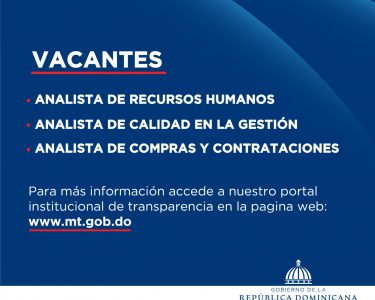 VACANTES
• ANALISTA DE RECURSOS HUMANOS
• ANALISTA DE CALIDAD EN LA GESTIÓN
• ANALISTA DE COMPRAS Y CONTRATACIONES
Para más información accede a nuestro portal
institucional de transparencia en la pagina web:
www.mt.gob.do
GOBIERNO DE LA
REPÚBLICA DOMINICANA